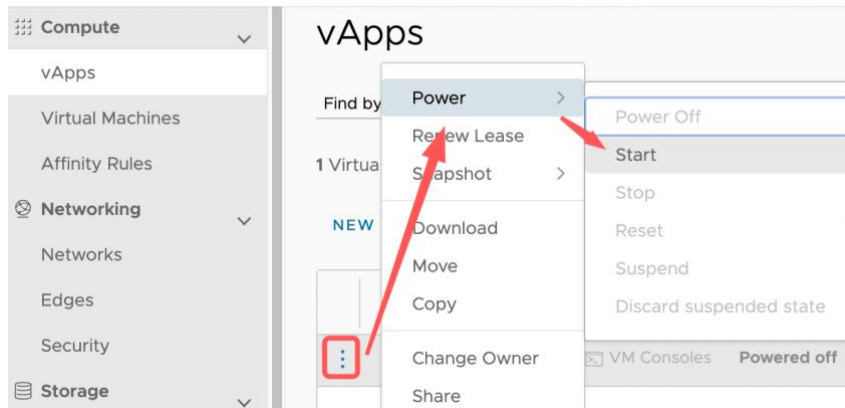 Compute
vApps
Virtual Machines
Affinity Rules
Networking
Networks
Edges
Security
Storage
vApps
Find by
1 Virtua
NEW
Power
Renew Lease
Snapshot
Download
Move
Copy
Change Owner
Share
Power Off
Start
Stop
Reset
Suspend
Discard suspended state
VM Consoles Powered off